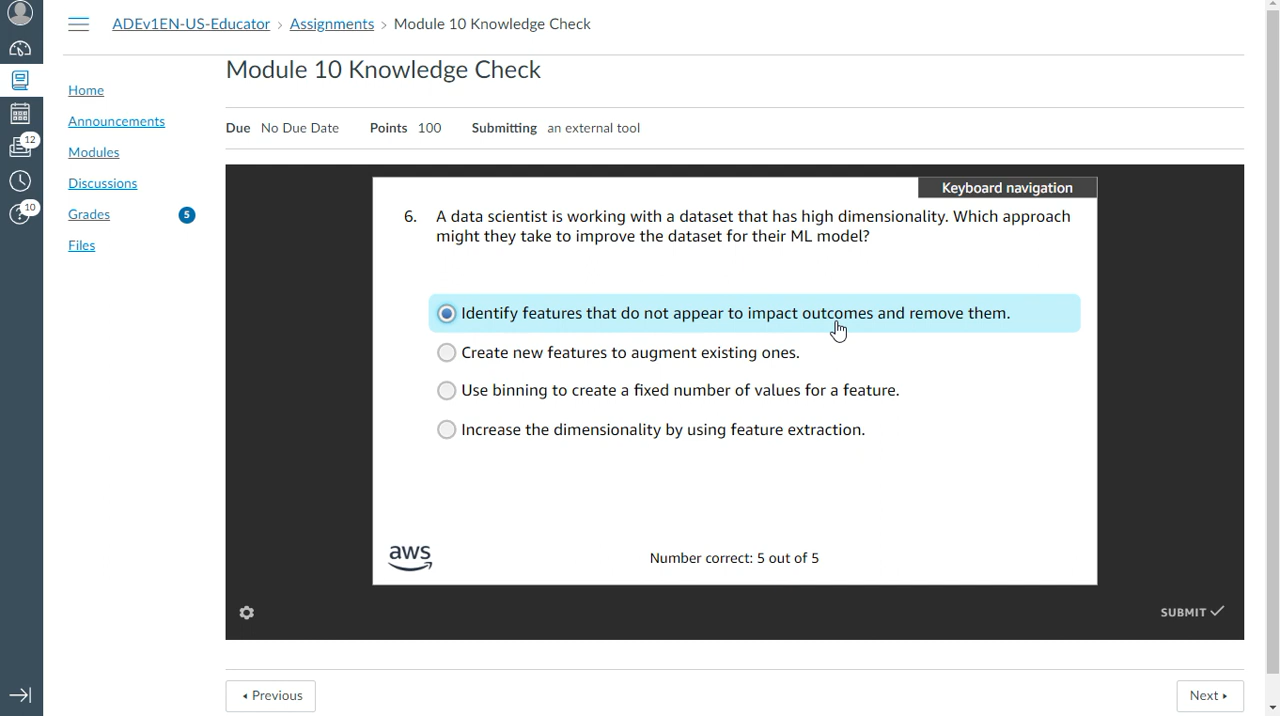 ADEv1EN-US-Educator › Assignments › Module 10 Knowledge Check
Module 10 Knowledge Check
Home
Announcements
Modules
Discussions
Grades 5
Files
12
10
Due No Due Date Points 100 Submitting an external tool
Keyboard navigation
6. A data scientist is working with a dataset that has high dimensionality. Which approach
might they take to improve the dataset for their ML model?
Identify features that do not appear to impact outcomes and remove them.
Create new features to augment existing ones.
Use binning to create a fixed number of values for a feature.
Increase the dimensionality by using feature extraction.
aws
Number correct: 5 out of 5
SUBMIT
Previous
Next